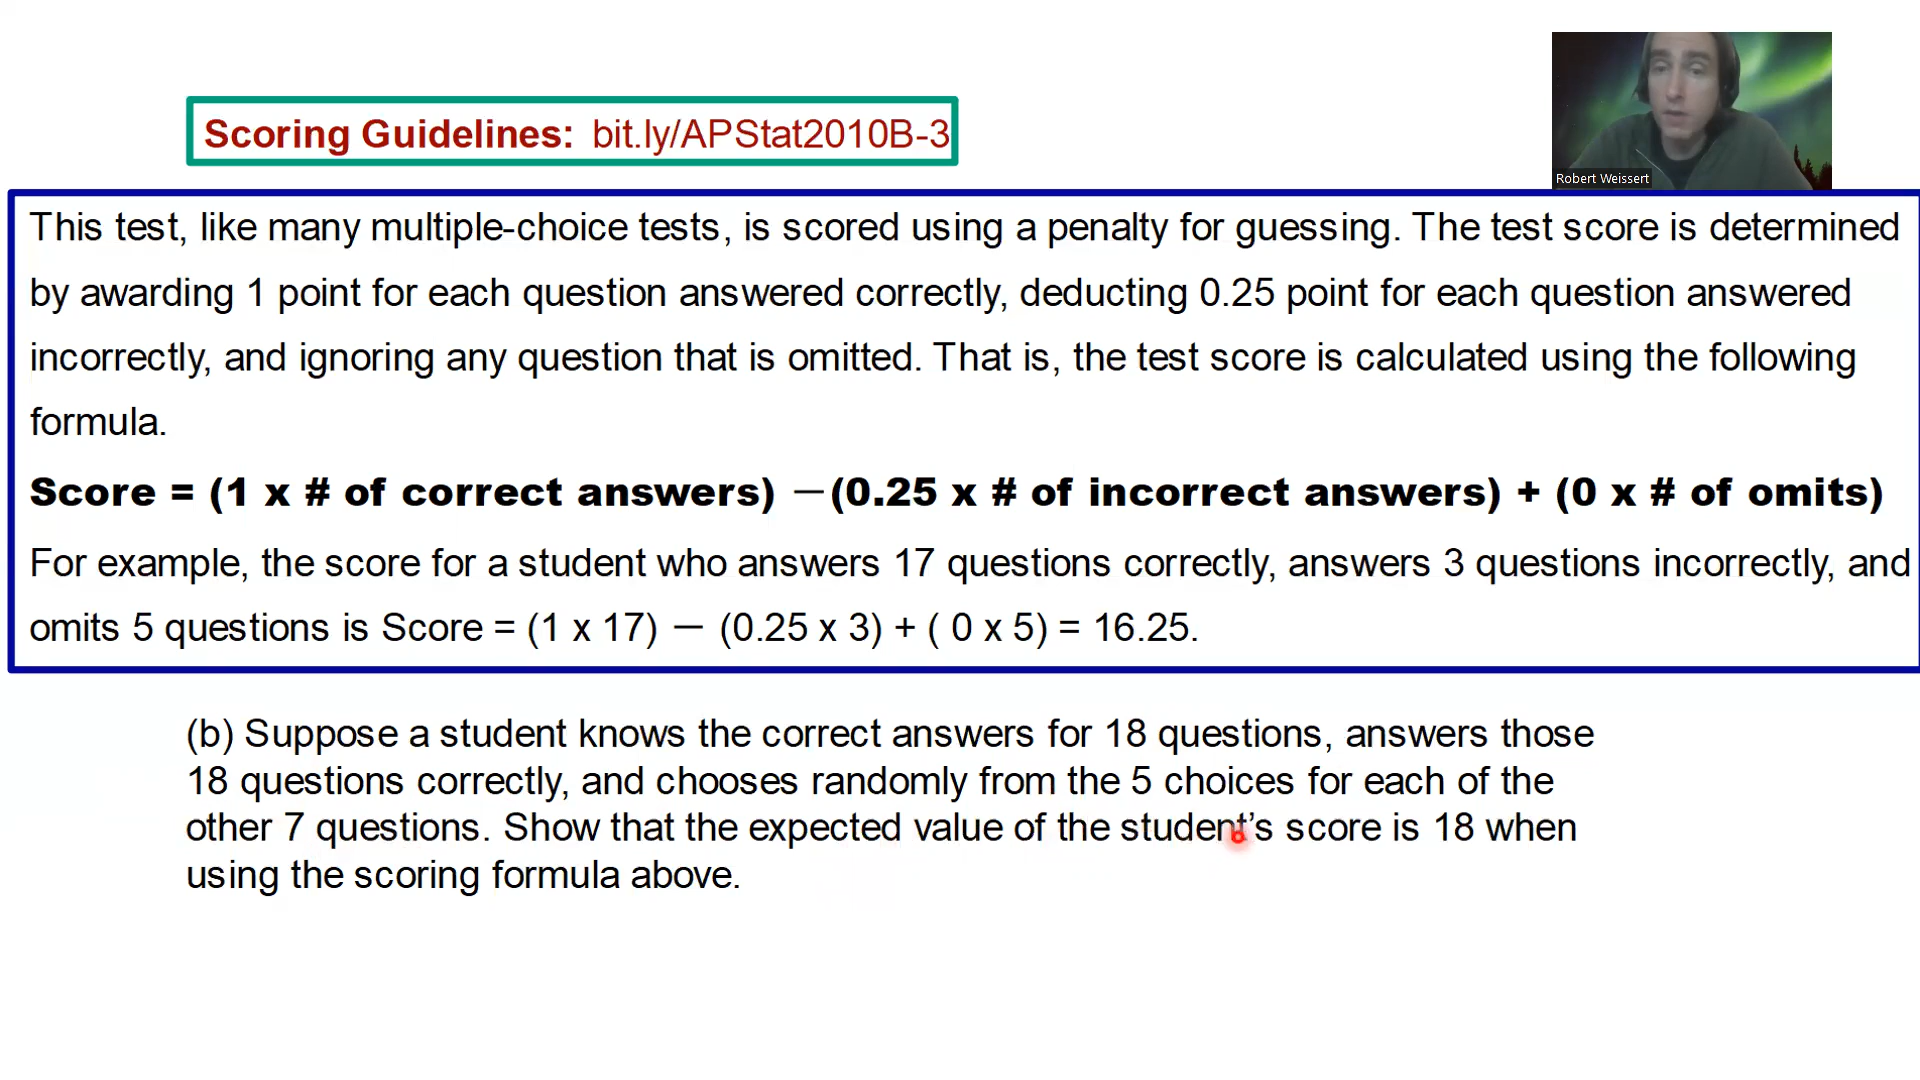 Robert Weissert
Scoring Guidelines: bit.ly/APStat2010B-3
This test, like many multiple-choice tests, is scored using a penalty for guessing. The test score is determined
by awarding 1 point for each question answered correctly, deducting 0.25 point for each question answered
incorrectly, and ignoring any question that is omitted. That is, the test score is calculated using the following
formula.
Score = (1 x # of correct answers) —(0.25 x # of incorrect answers) + (0 x # of omits)
For example, the score for a student who answers 17 questions correctly, answers 3 questions incorrectly, and
omits 5 questions is Score = (1 x 17) — (0.25 x 3) + ( 0 x 5) = 16.25.
(b) Suppose a student knows the correct answers for 18 questions, answers those
18 questions correctly, and chooses randomly from the 5 choices for each of the
other 7 questions. Show that the expected value of the student’s score is 18 when
using the scoring formula above.